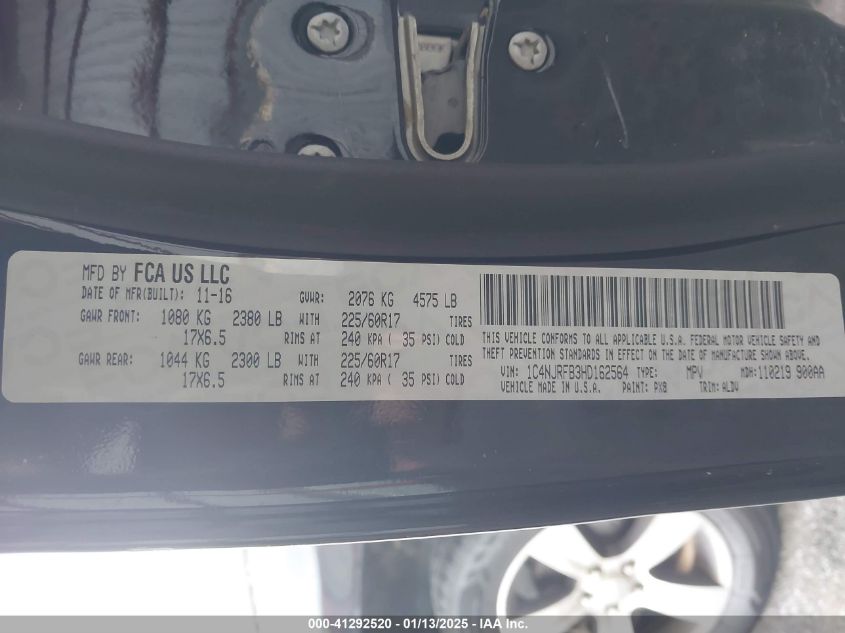 MFD BY FCA US LLC
DATE OF MFR(BUILT): 11-16 GVWR: 2076 KG 4575 LB
GAWR FRONT: 1080 KG 2380 LB WITH 225/60R17 TIRES
17X6.5 RIMS AT 240 KPA ( 35 PSI) COLD
GAWR REAR: 1044 KG 2300 LB WITH 225/60R17 TIRES
17X6.5 RIMS AT 240 KPA ( 35 PSI) COLD
THIS VEHICLE CONFORMS TO ALL APPLICABLE U.S.A. FEDERAL MOTOR VEHICLE SAFETY AND
THEFT PREVENTION STANDARDS IN EFFECT ON THE DATE OF MANUFACTURE SHOWN ABOVE.
VIN: 1C4NJRFB3HD162564 TYPE: MPV MDH: 110219 900AA
VEHICLE MADE IN U.S.A. PAINT: PXB TRIM: ALDV
000-41292520 - 01/13/2025 - IAA Inc.